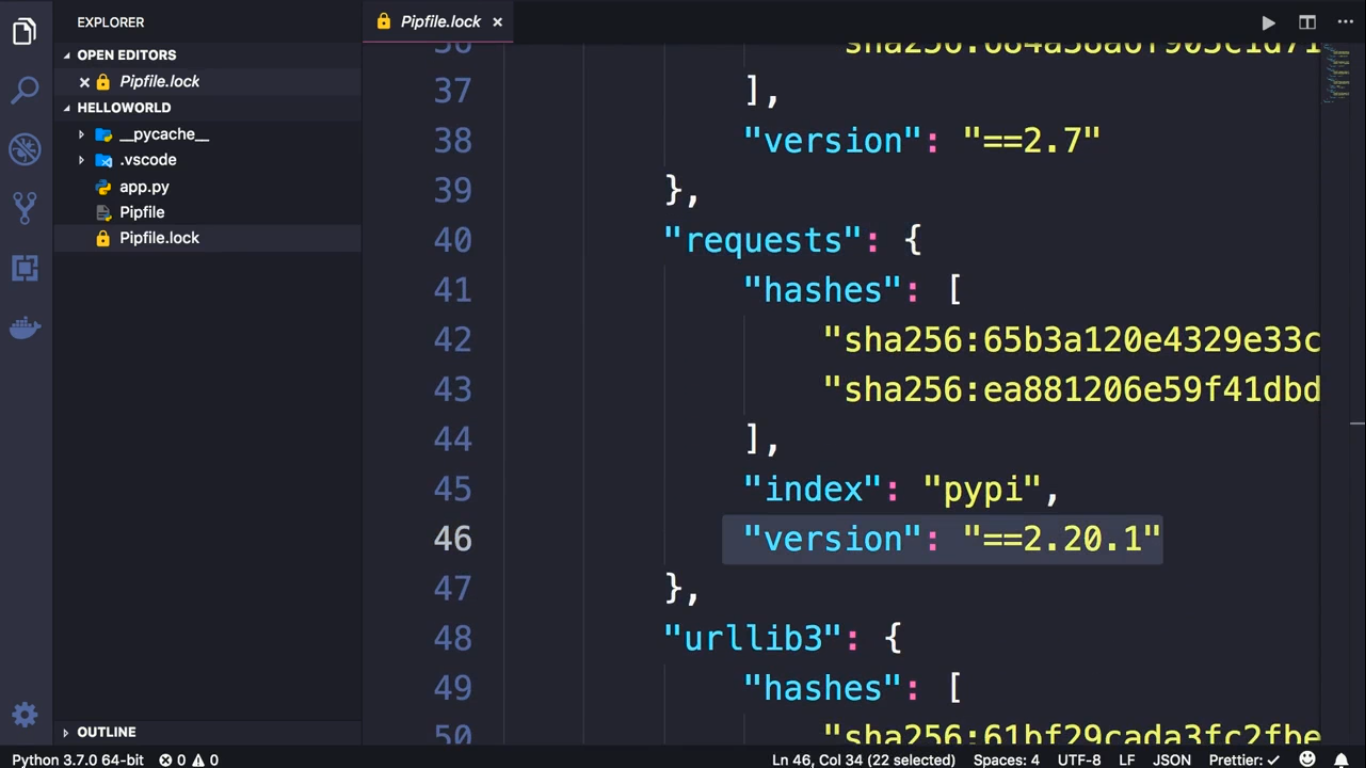 EXPLORER
OPEN EDITORS
Pipfile.lock
HELLOWORLD
__pycache__
.vscode
app.py
Pipfile
Pipfile.lock
OUTLINE
Pipfile.lock
37 ],
38 "version": "==2.7"
39 },
40 "requests": {
41 "hashes": [
42 "sha256:65b3a120e4329e33c
43 "sha256:ea881206e59f41dbd
44 ],
45 "index": "pypi",
46 "version": "==2.20.1"
47 },
48 "urllib3": {
49 "hashes": [
50 "sha256:61bf29cada3fc2fbe
Python 3.7.0 64-bit 0 0 Ln 46, Col 34 (22 selected) Spaces: 4 UTF-8 LF JSON Prettier: ✓